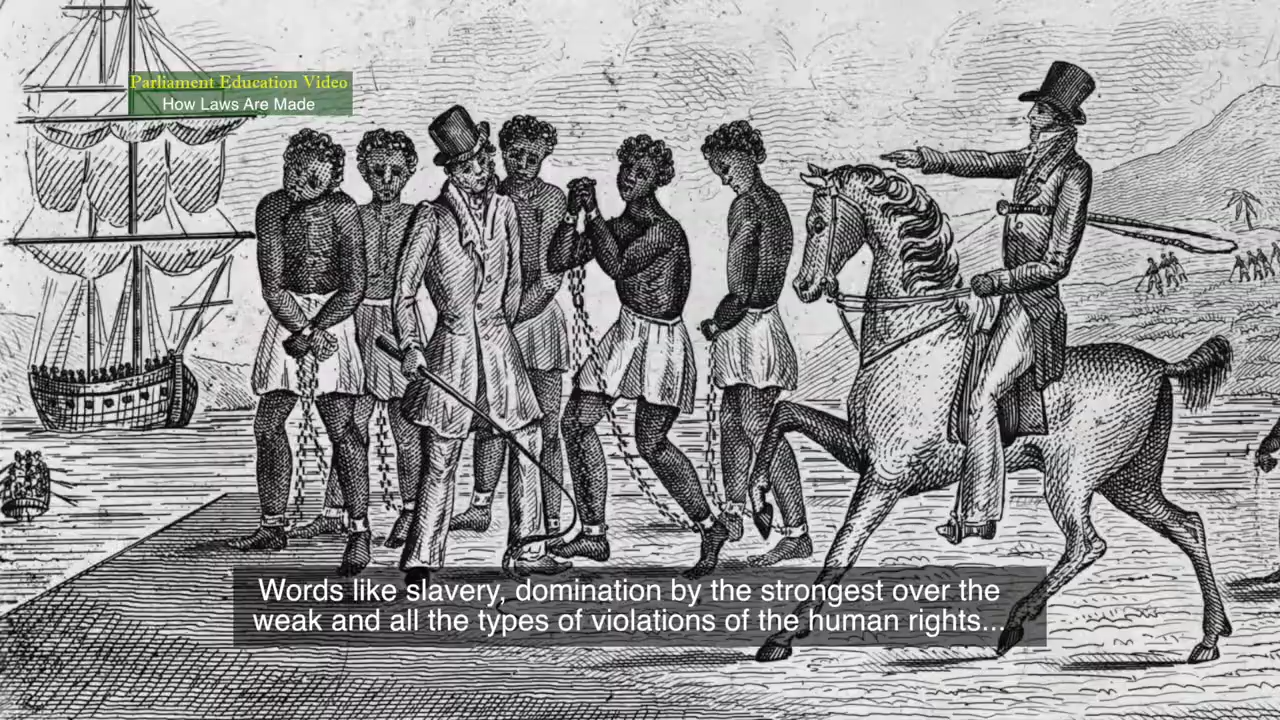 Parliament Education Video
How Laws Are Made
Words like slavery, domination by the strongest over the
weak and all the types of violations of the human rights...